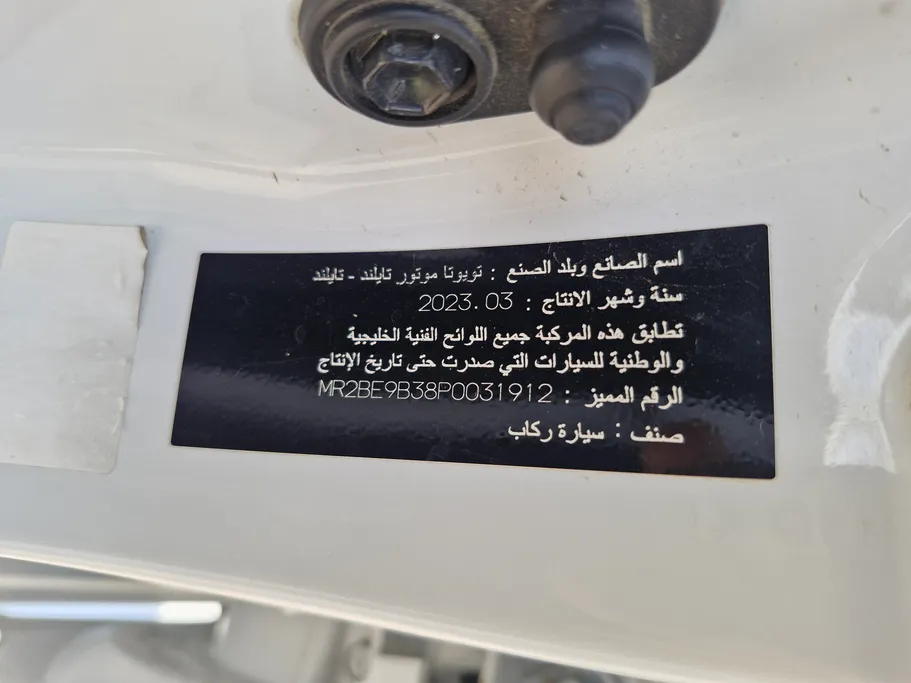 اسم الصانع وبلد الصنع : تويوتا موتور تايلند - تايلند
سنة وشهر الانتاج : 2023.03
تطابق هذه المركبة جميع اللوائح الفنية الخليجية
والوطنية للسيارات التي صدرت حتى تاريخ الإنتاج
الرقم المميز : MR2BE9B38P0031912
صنف : سيارة ركاب